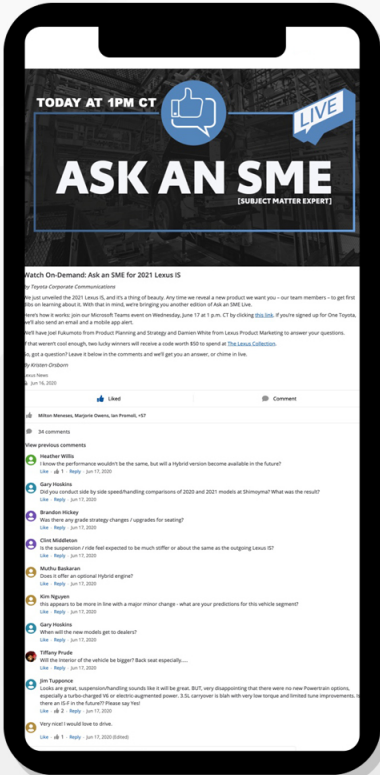 TODAY AT 1PM CT
LIVE
ASK AN SME
[SUBJECT MATTER EXPERT]
Watch On-Demand: Ask an SME for 2021 Lexus IS
by Toyota Corporate Communications
We just unveiled the 2021 Lexus IS, and it's a thing of beauty. Any time we reveal a new product we want you – our team members – to get first
dibs on learning about it. With that in mind, we're bringing you another edition of Ask an SME Live.
Here's how it works: Join our Microsoft Teams event on Wednesday, June 17 at 1 p.m. CT by clicking this link. If you're signed up for One Toyota,
we'll also send an email and a mobile app alert.
We'll have Joel Fukumoto from Product Planning and Strategy and Damien White from Lexus Product Marketing to answer your questions.
If that weren't cool enough, two lucky winners will receive a code worth $50 to spend at The Lexus Collection.
So, got a question? Leave it below in the comments and we'll get you an answer, or chime in live.
By Kristen Orsborn
Lexus News
Jun 16, 2020
Liked
Comment
Milton Meneses, Marjorie Owens, Ian Promoli, +57
34 comments
View previous comments
Heather Willis
I know the performance wouldn't be the same, but will a Hybrid version become available in the future?
Like · 1 · Reply · Jun 17, 2020
Gary Hoskins
Did you conduct side by side speed/handling comparisons of 2020 and 2021 models at Shimoyma? What was the result?
Like · Reply · Jun 17, 2020
Brandon Hickey
Was there any grade strategy changes / upgrades for seating?
Like · Reply · Jun 17, 2020
Clint Middleton
Is the suspension / ride feel expected to be much stiffer or about the same as the outgoing Lexus IS?
Like · Reply · Jun 17, 2020
Muthu Baskaran
Does it offer an optional Hybrid engine?
Like · Reply · Jun 17, 2020
Kim Nguyen
this appears to be more in line with a major minor change - what are your predictions for this vehicle segment?
Like · Reply · Jun 17, 2020
Gary Hoskins
When will the new models get to dealers?
Like · Reply · Jun 17, 2020
Tiffany Prude
Will the Interior of the vehicle be bigger? Back seat especially.....
Like · Reply · Jun 17, 2020
Jim Tupponce
Looks are great, suspension/handling sounds like it will be great, BUT, very disappointing that there were no new Powertrain options,
especially a turbo-charged V6 or electric-augmented power. 3.5L carryover is blah with very low torque and limited tune improvements. Is
there an IS-F in the future?? Please say Yes!
Like · 2 · Reply · Jun 17, 2020
Very nice! I would love to drive.
Like · 1 · Reply · Jun 17, 2020 (Edited)